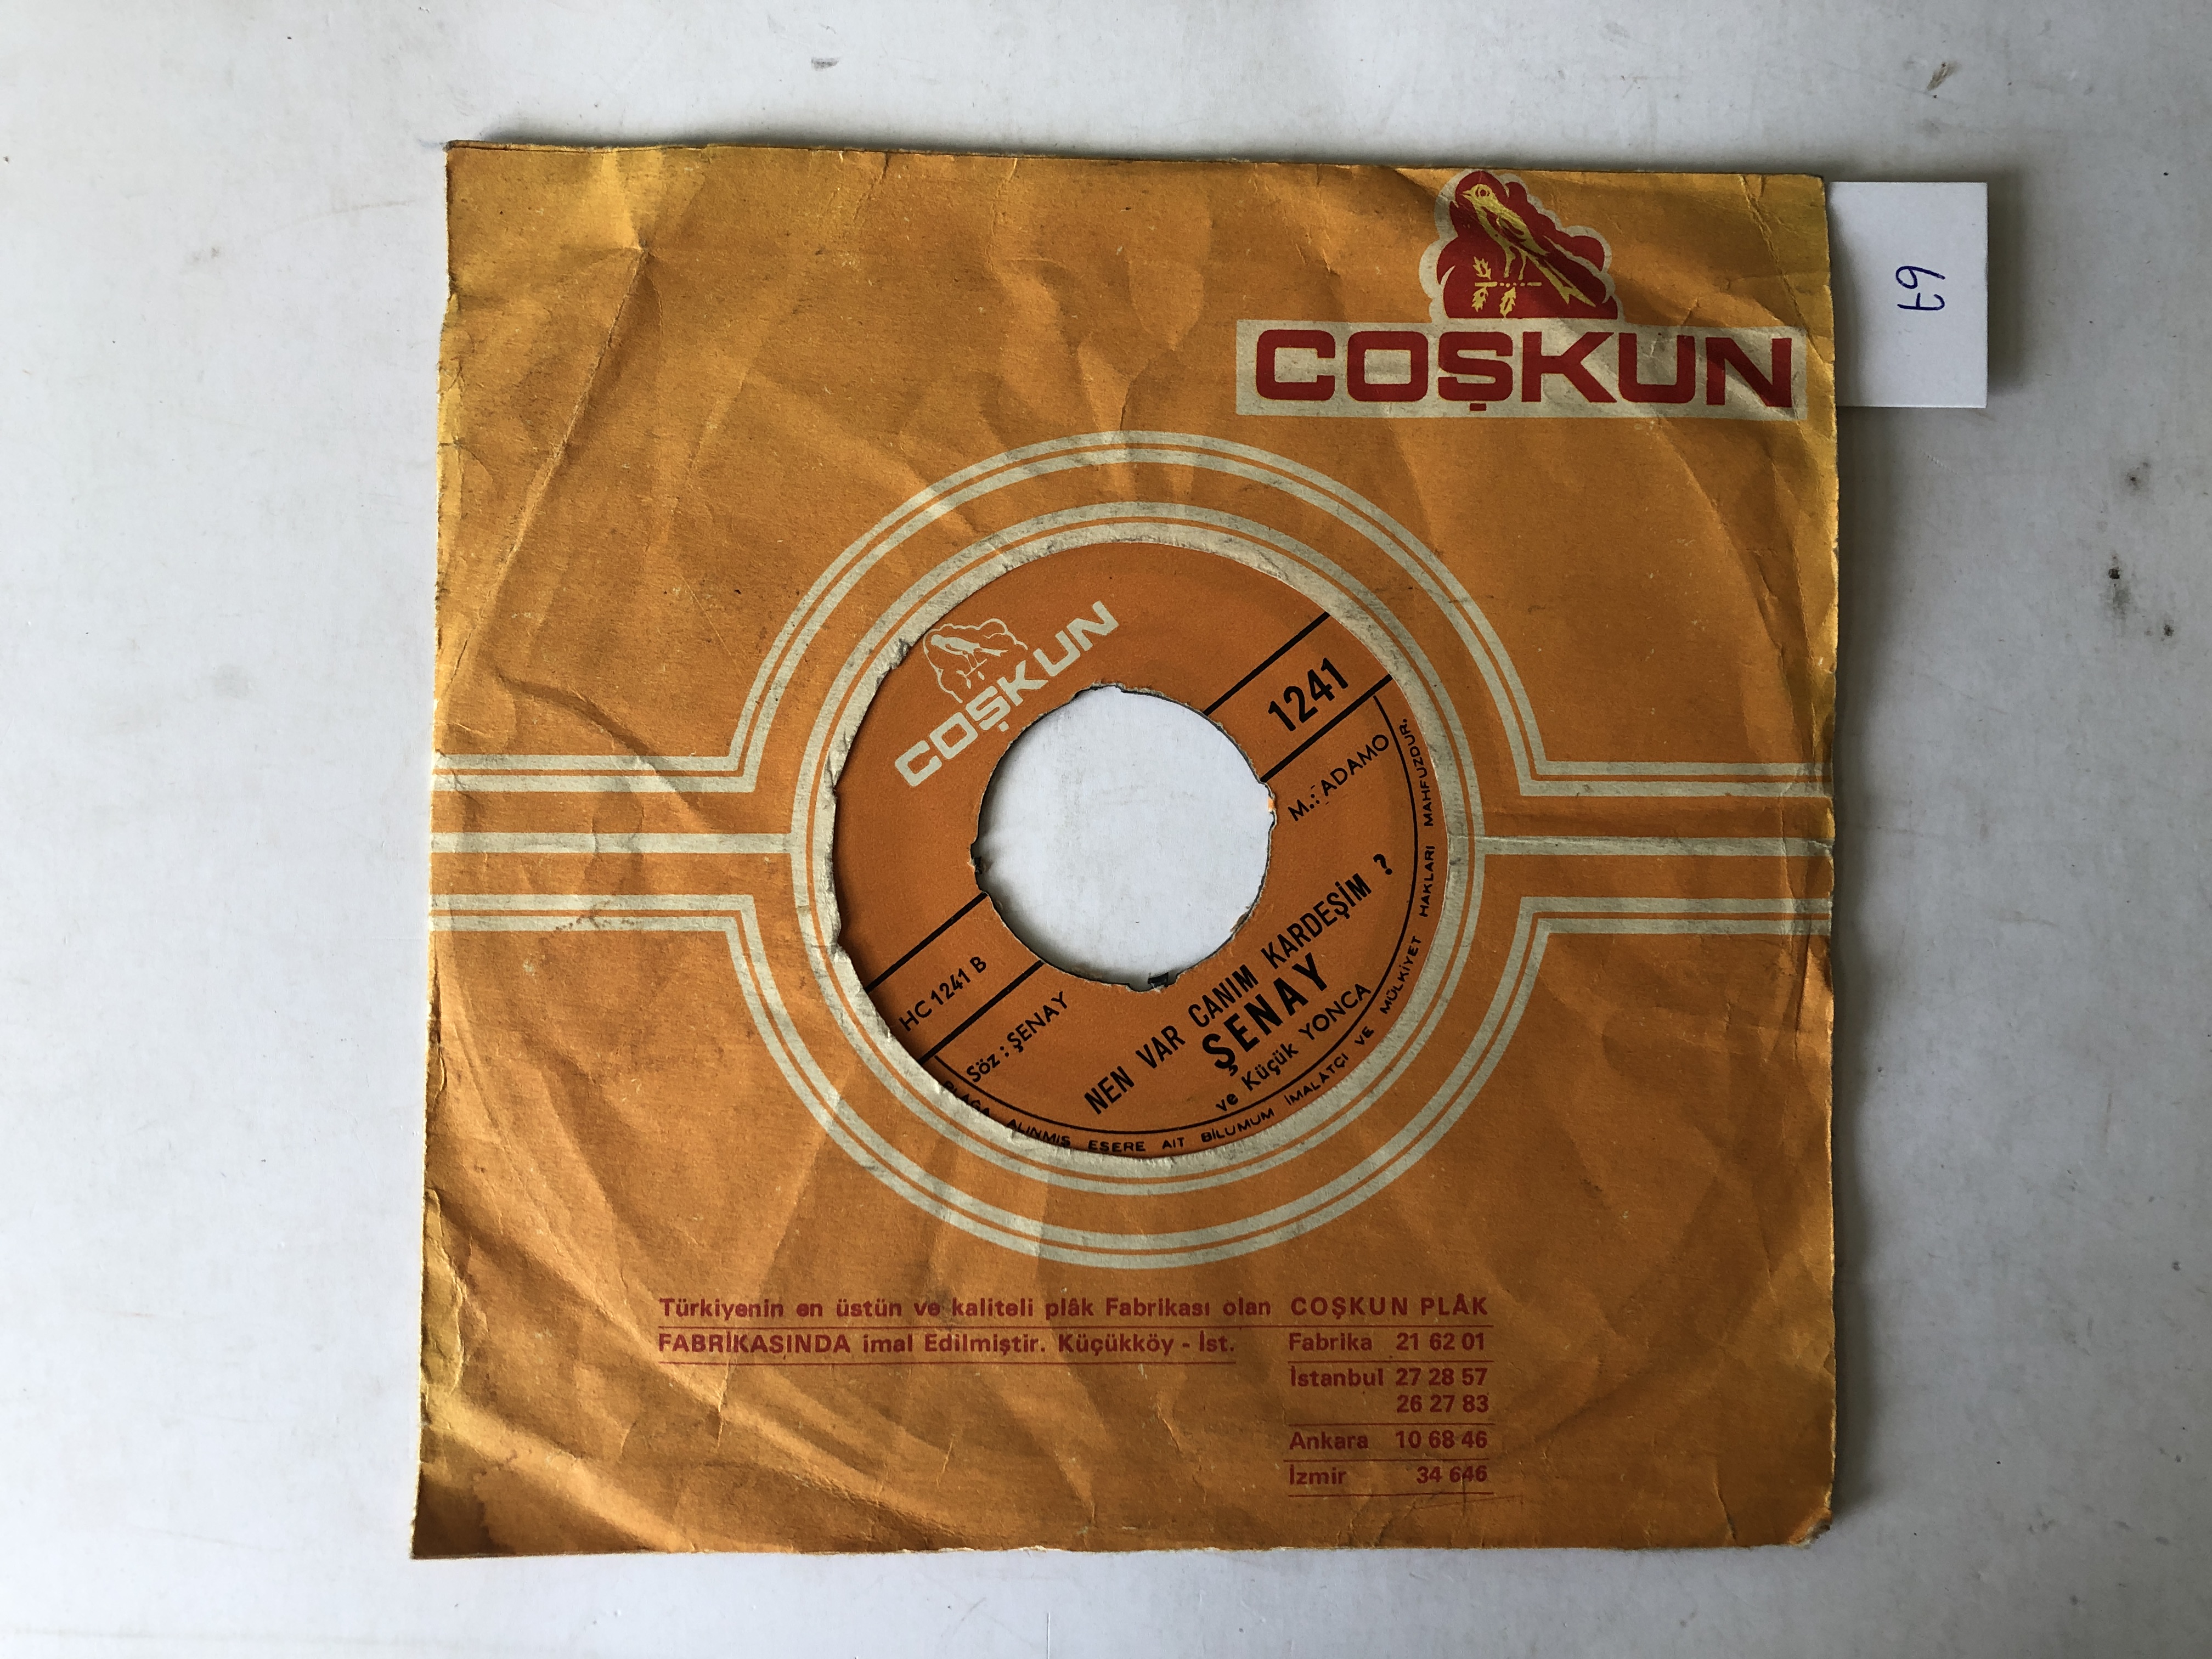 COŞKUN
67
COŞKUN
1241
HC 1241 B
M.: ADAMO
Söz : ŞENAY
NEN VAR CANIM KARDEŞİM ?
ŞENAY
ve Küçük YONCA
ALINMIŞ ESERE AİT BİLUMUM İMALÂTÇI VE MÜLKİYET HAKLARI MAHFUZDUR.
Türkiyenin en üstün ve kaliteli plâk Fabrikası olan COŞKUN PLÂK
FABRİKASINDA imal Edilmiştir. Küçükköy - İst.
Fabrika 21 62 01
İstanbul 27 28 57
26 27 83
Ankara 10 68 46
İzmir 34 646